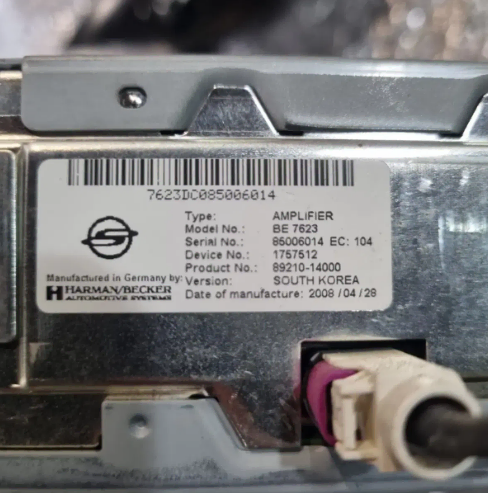 7623DC085006014
Type: AMPLIFIER
Model No.: BE 7623
Serial No.: 85006014 EC: 104
Device No.: 1757512
Product No.: 89210-14000
Manufactured in Germany by: Version: SOUTH KOREA
HARMAN/BECKER
AUTOMOTIVE SYSTEMS
Date of manufacture: 2008 /04 /28